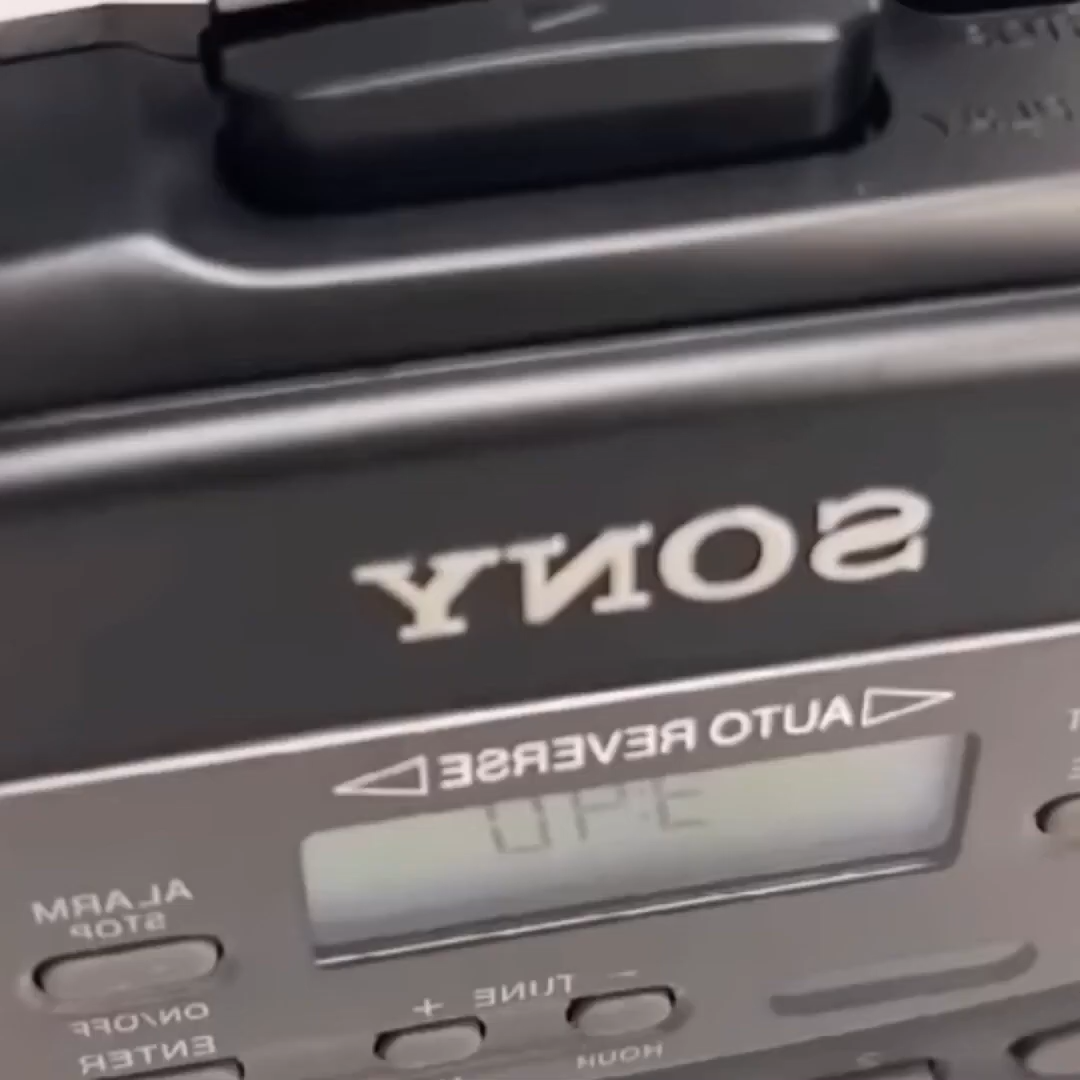 SONY
AUTO REVERSE
ALARM
STOP
- TUNE +
ON/OFF
HOUR
ENTER